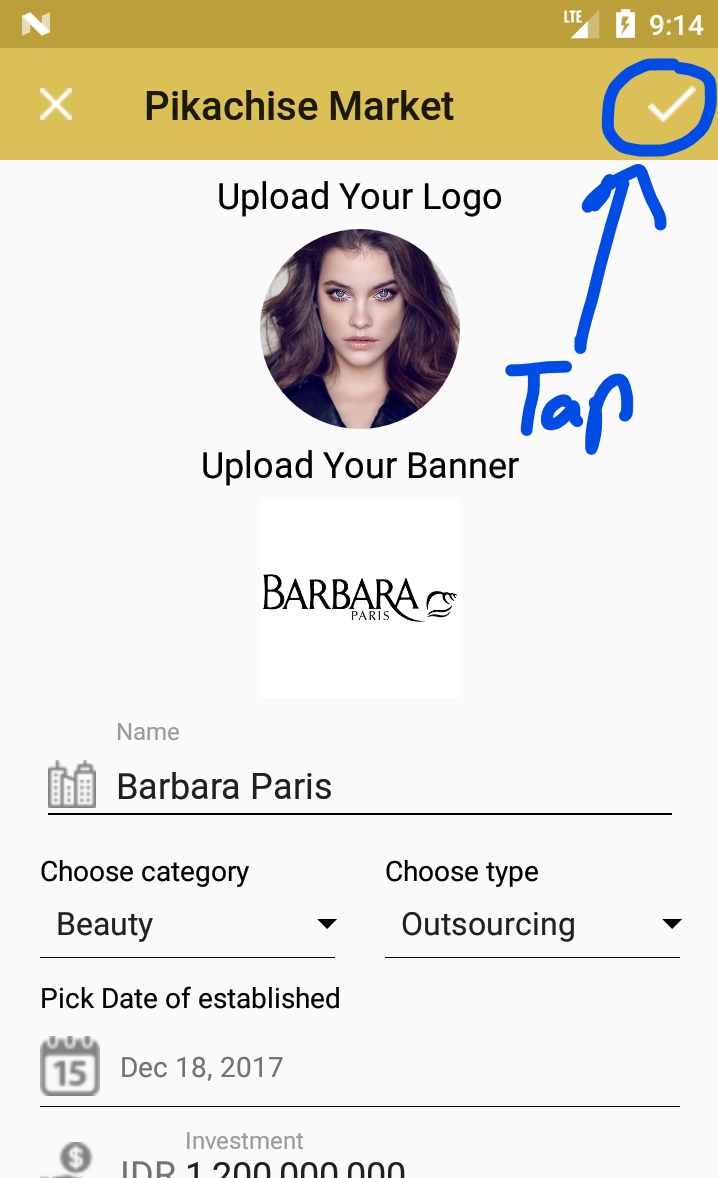 LTE 9:14
Pikachise Market
Upload Your Logo
Tap
Upload Your Banner
BARBARA
PARIS
Name
Barbara Paris
Choose category Choose type
Beauty Outsourcing
Pick Date of established
15 Dec 18, 2017
Investment
$ IDR 1,200,000,000